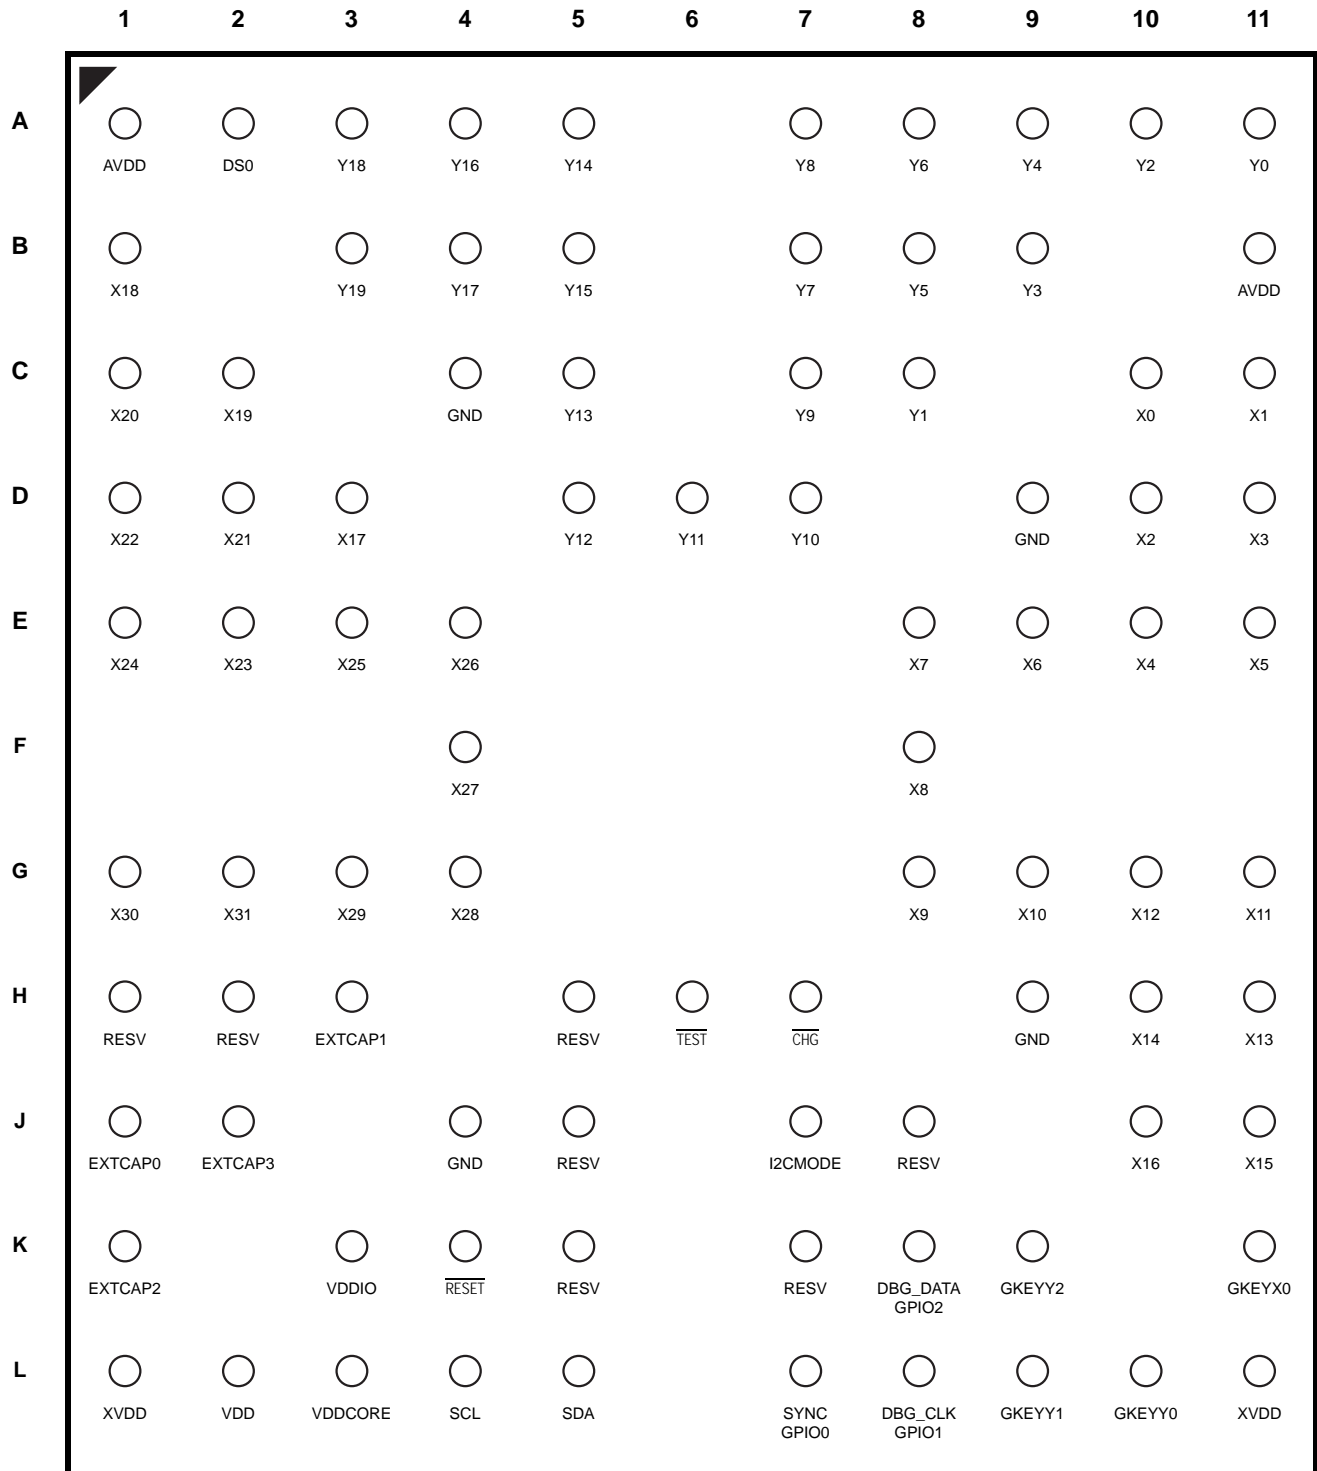 1 2 3 4 5 6 7 8 9 10 11
A
AVDD DS0 Y18 Y16 Y14 Y8 Y6 Y4 Y2 Y0
B
X18 Y19 Y17 Y15 Y7 Y5 Y3 AVDD
C
X20 X19 GND Y13 Y9 Y1 X0 X1
D
X22 X21 X17 Y12 Y11 Y10 GND X2 X3
E
X24 X23 X25 X26 X7 X6 X4 X5
F
X27 X8
G
X30 X31 X29 X28 X9 X10 X12 X11
H
RESV RESV EXTCAP1 RESV TEST CHG GND X14 X13
J
EXTCAP0 EXTCAP3 GND RESV I2CMODE RESV X16 X15
K
EXTCAP2 VDDIO RESET RESV RESV DBG_DATA GKEYY2 GKEYX0
GPIO2
L
XVDD VDD VDDCORE SCL SDA SYNC DBG_CLK GKEYY1 GKEYY0 XVDD
GPIO0 GPIO1